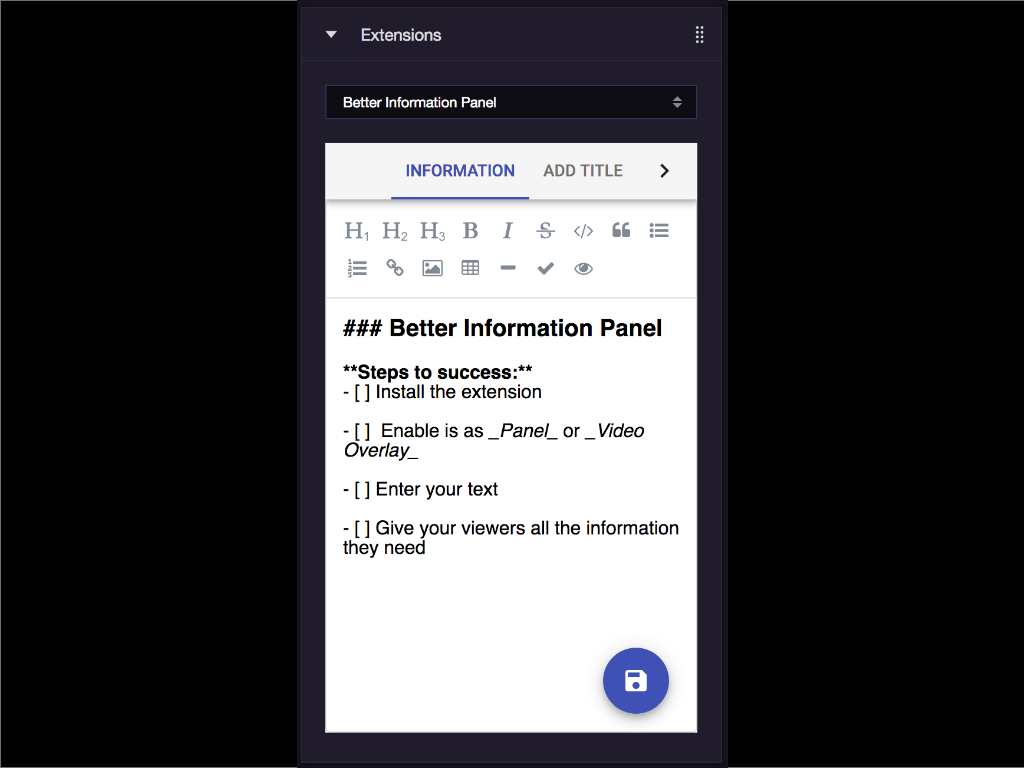 Extensions
Better Information Panel
INFORMATION ADD TITLE
H1 H2 H3 B I S </>
### Better Information Panel
**Steps to success:**
- [ ] Install the extension
- [ ]  Enable is as _Panel_ or _Video
Overlay_
- [ ] Enter your text
- [ ] Give your viewers all the information
they need